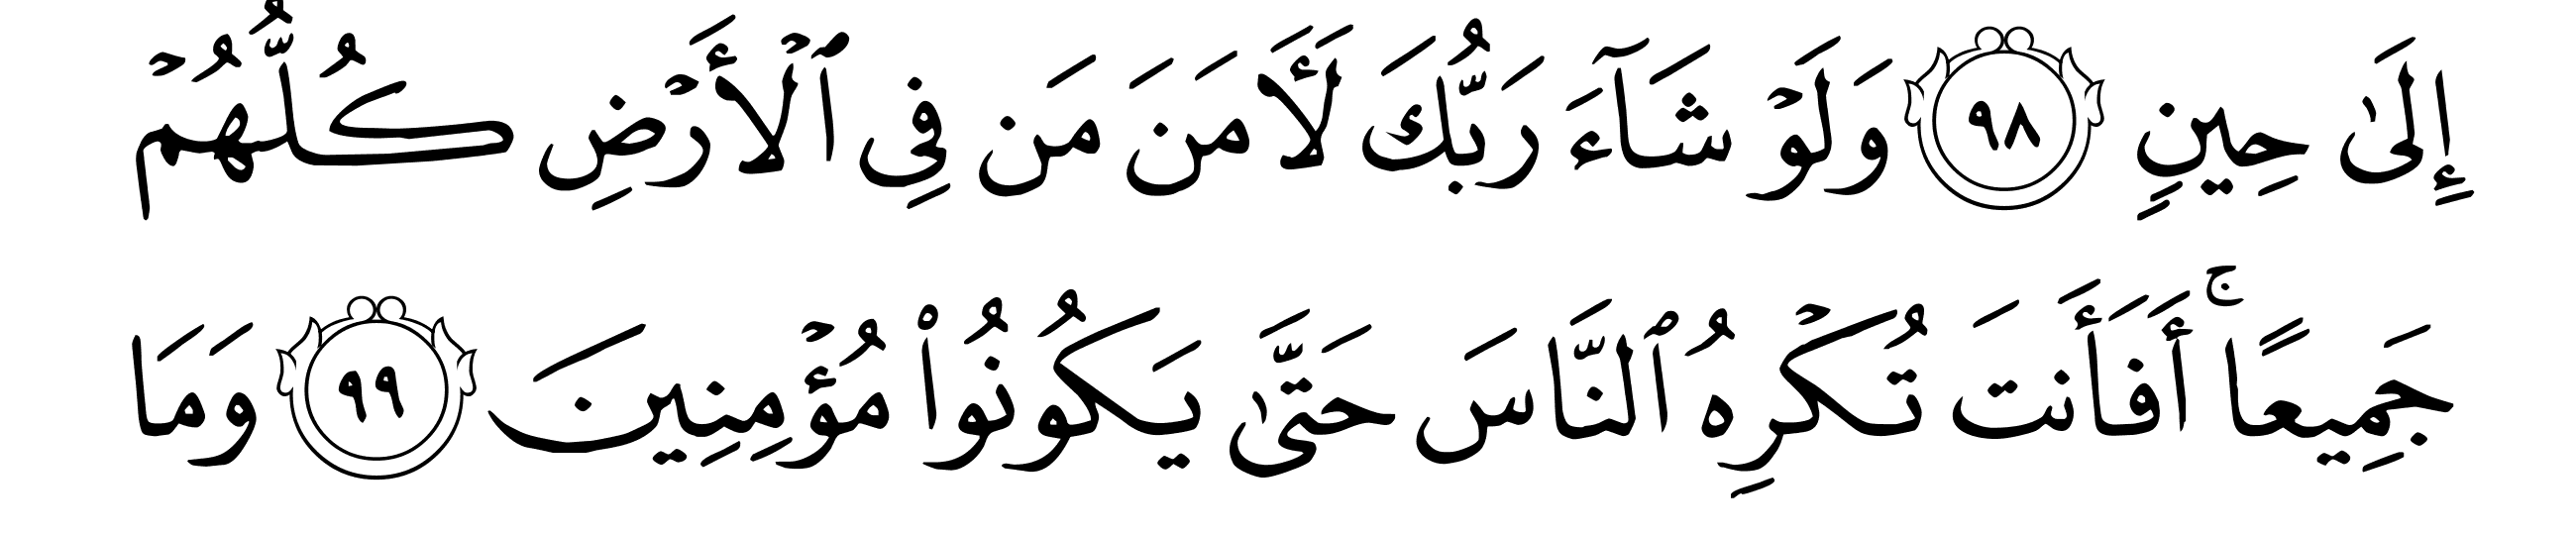 إِلَىٰ حِينٍ ٩٨ وَلَوْ شَآءَ رَبُّكَ لَأَمَنَ مَن فِى ٱلْأَرْضِ كُلُّهُمْ
جَمِيعًا ۚ أَفَأَنتَ تُكْرِهُ ٱلنَّاسَ حَتَّىٰ يَكُونُوا۟ مُؤْمِنِينَ ٩٩ وَمَا